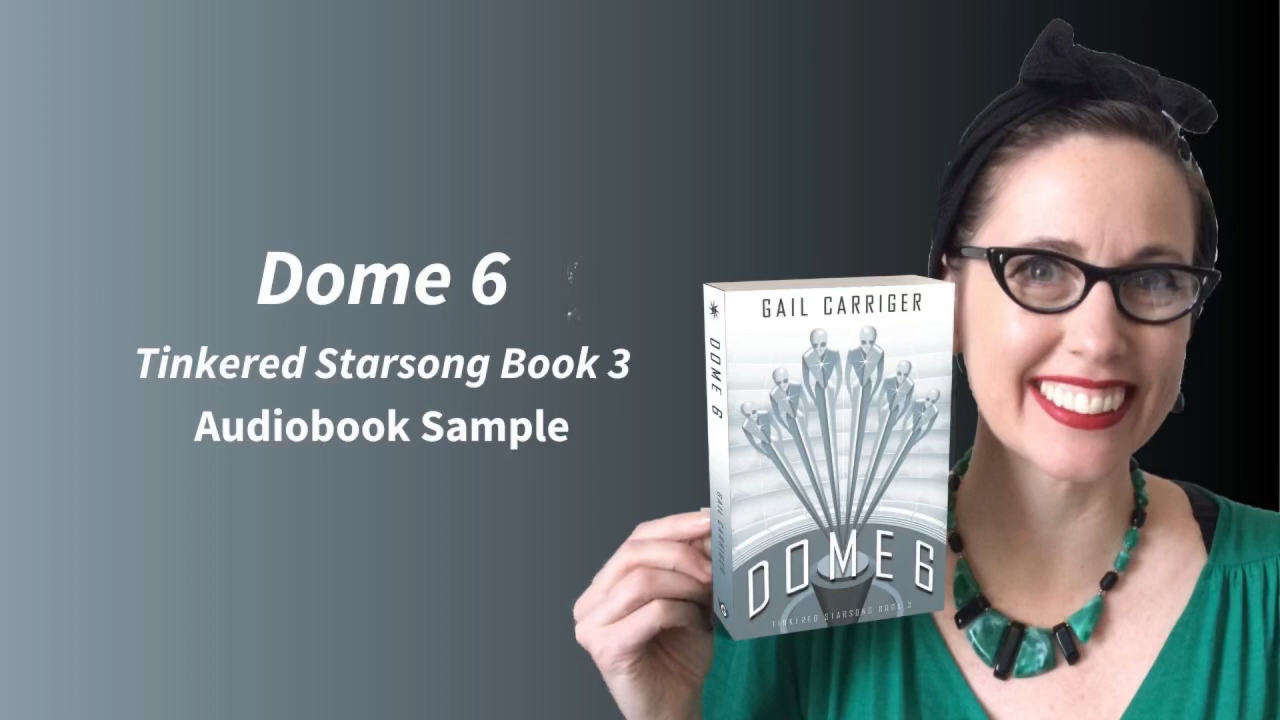 Dome 6
Tinkered Starsong Book 3
Audiobook Sample
GAIL CARRIGER
DOME 6
GAIL CARRIGER
DOME 6
TINKERED STARSONG BOOK 3